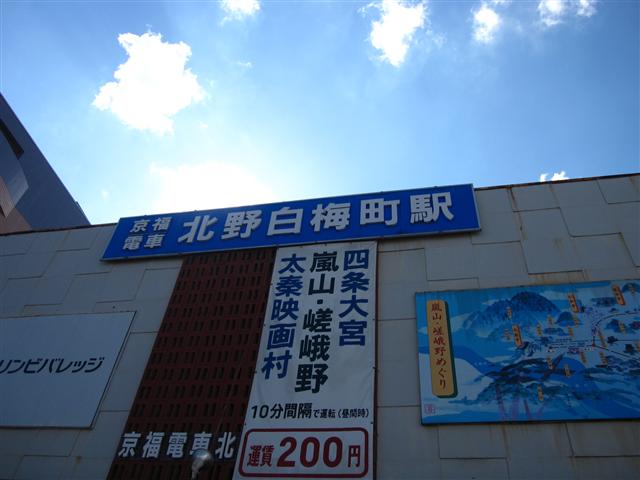 京福
電車
北野白梅町駅
四条大宮
嵐山・嵯峨野
太秦映画村
10分間隔で運転(昼間時)
運賃200円
嵐山・嵯峨野めぐり
リンピバレッジ
京福電車北